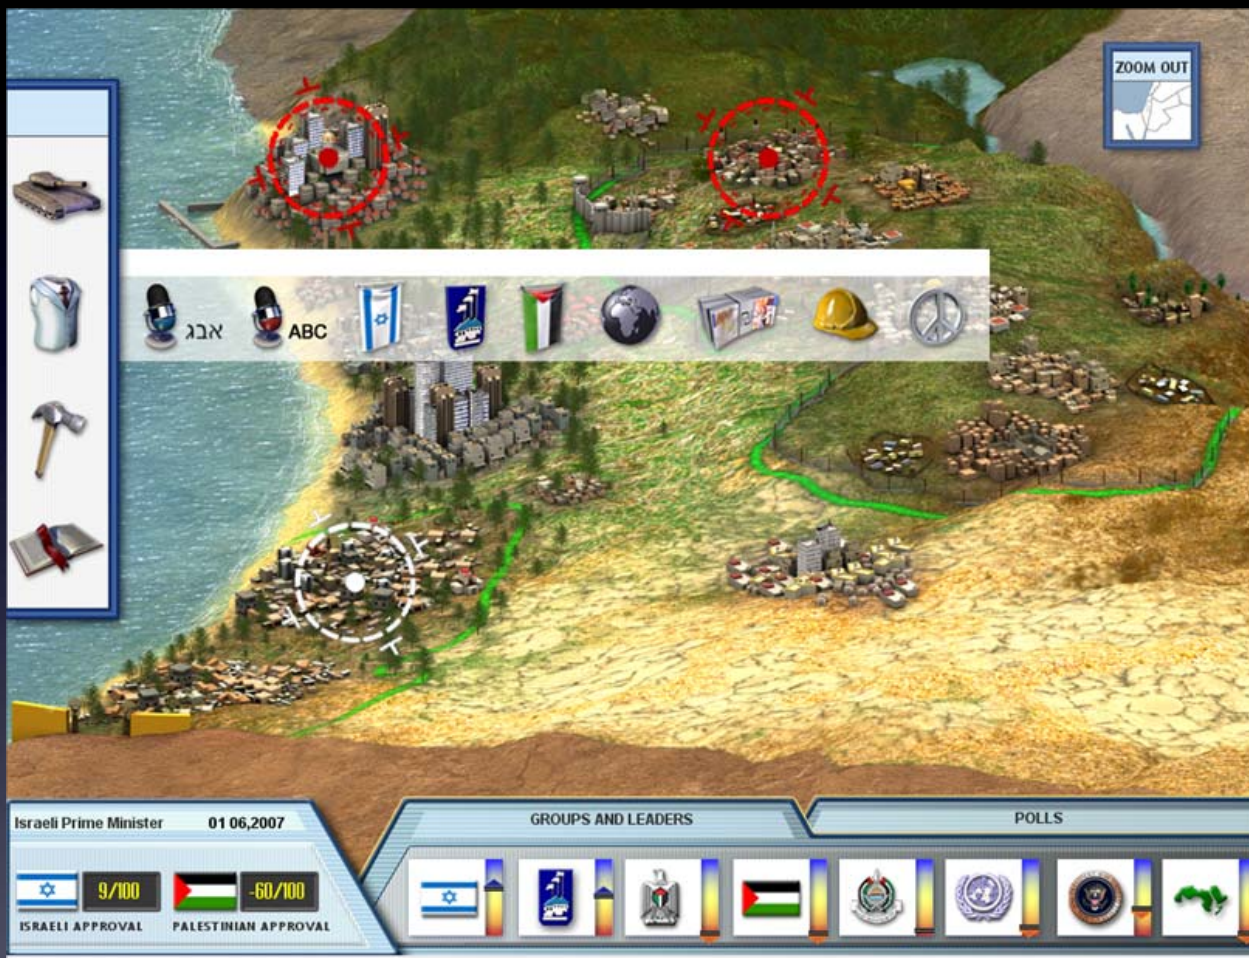 ZOOM OUT
אבג
ABC
Israeli Prime Minister 01 06,2007
GROUPS AND LEADERS
POLLS
9/100
-60/100
ISRAELI APPROVAL
PALESTINIAN APPROVAL